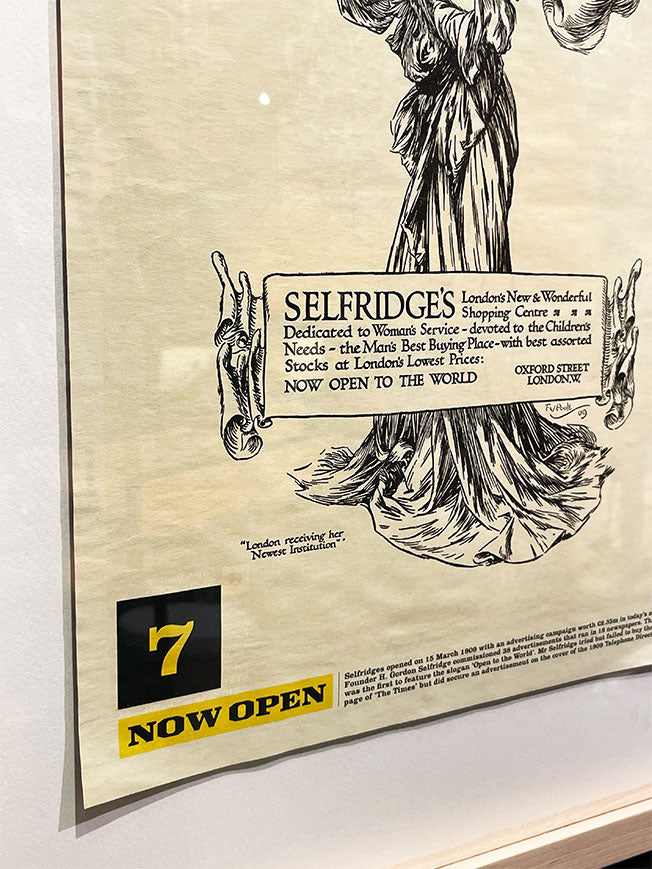 SELFRIDGE'S London's New & Wonderful
Shopping Centre
Dedicated to Woman's Service - devoted to the Children's
Needs - the Man's Best Buying Place - with best assorted
Stocks at London's Lowest Prices:
NOW OPEN TO THE WORLD
OXFORD STREET
LONDON.W.
09
"London receiving her
Newest Institution".
7
NOW OPEN
Selfridges opened on 15 March 1909 with an advertising campaign worth £2.35m in today's
Founder H. Gordon Selfridge commissioned 38 advertisements that ran in 18 newspapers.
was the first to feature the slogan 'Open to the World'. Mr Selfridge tried but failed to buy the
page of 'The Times' but did secure an advertisement on the cover of the 1909 Telephone